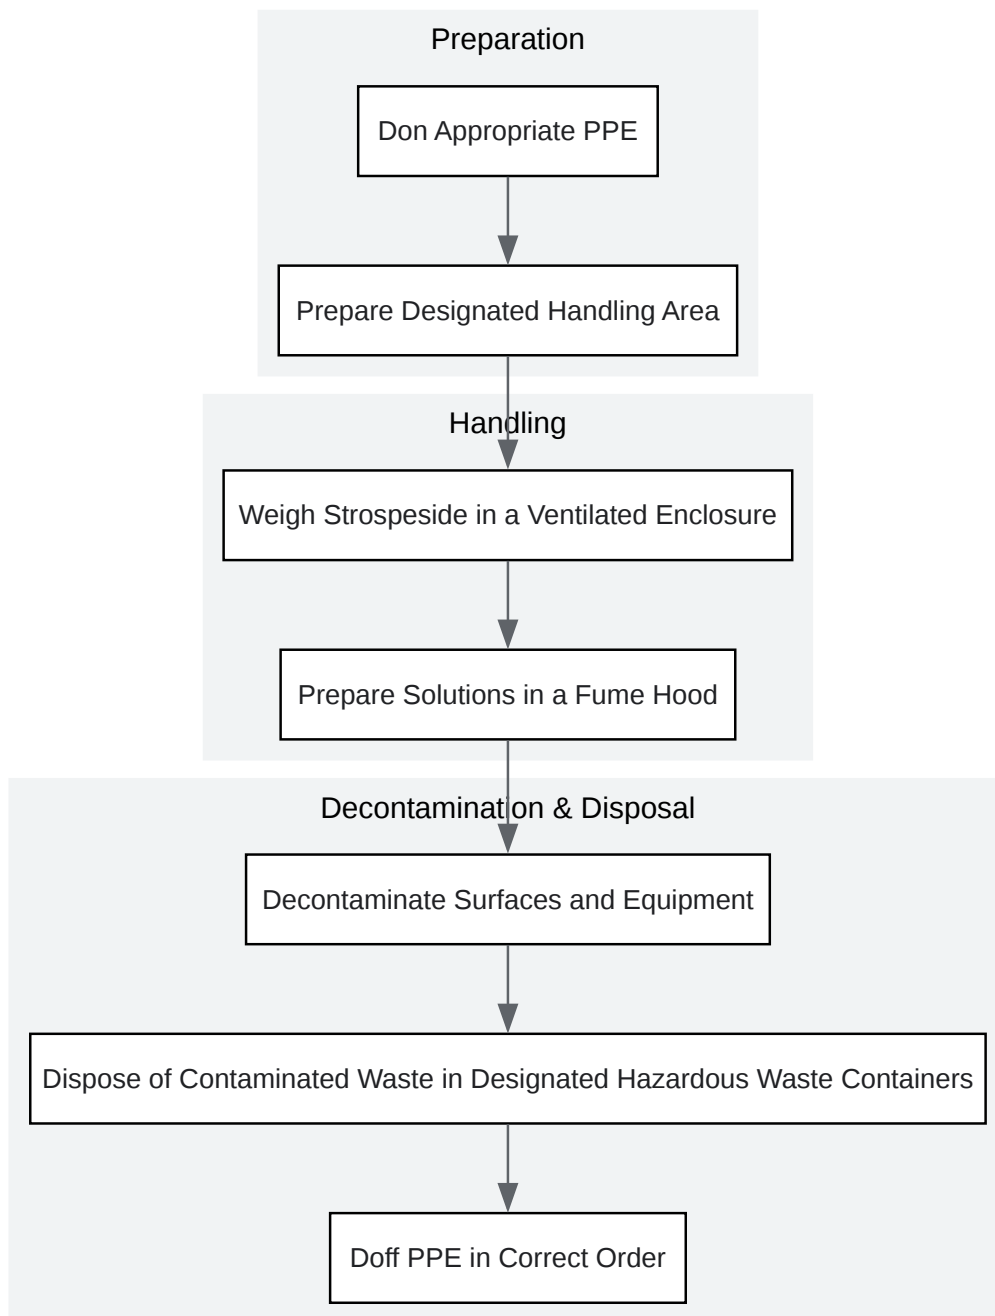 Preparation
Don Appropriate PPE
Prepare Designated Handling Area
Handling
Weigh Strospeside in a Ventilated Enclosure
Prepare Solutions in a Fume Hood
Decontamination & Disposal
Decontaminate Surfaces and Equipment
Dispose of Contaminated Waste in Designated Hazardous Waste Containers
Doff PPE in Correct Order